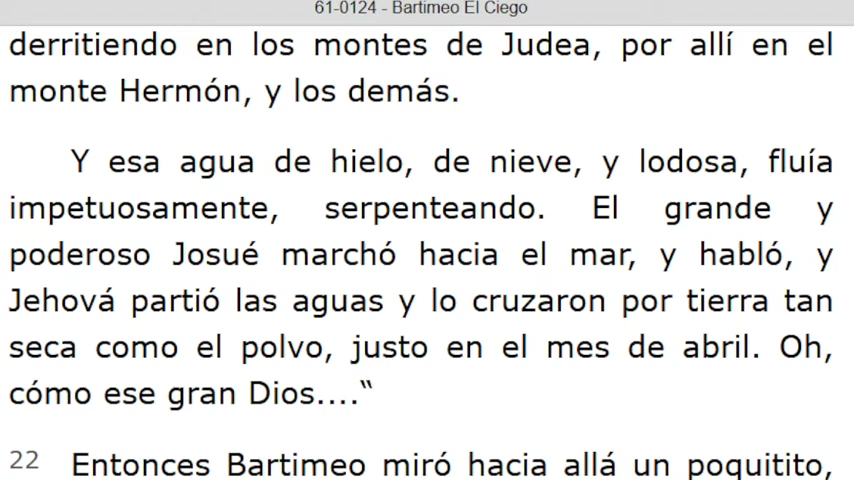 61-0124 - Bartimeo El Ciego
derritiendo en los montes de Judea, por allí en el
monte Hermón, y los demás.
Y esa agua de hielo, de nieve, y lodosa, fluía
impetuosamente, serpenteando. El grande y
poderoso Josué marchó hacia el mar, y habló, y
Jehová partió las aguas y lo cruzaron por tierra tan
seca como el polvo, justo en el mes de abril. Oh,
cómo ese gran Dios....“
22 Entonces Bartimeo miró hacia allá un poquitito,